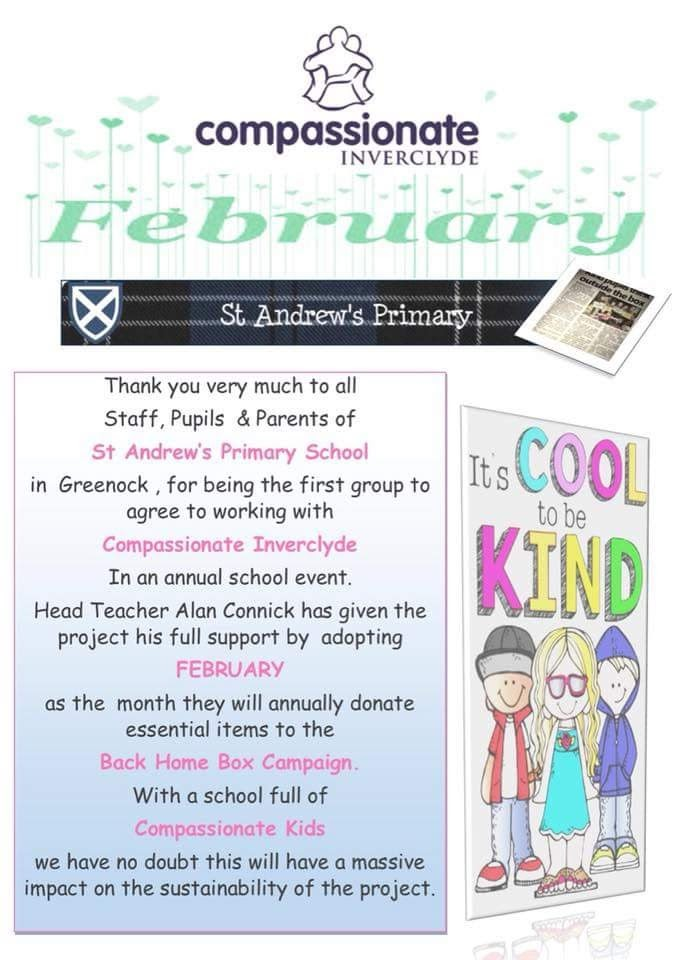 compassionate
INVERCLYDE
February
St Andrew's Primary
outside the box
Thank you very much to all
Staff, Pupils & Parents of
St Andrew's Primary School
in Greenock , for being the first group to
agree to working with
Compassionate Inverclyde
In an annual school event.
Head Teacher Alan Connick has given the
project his full support by adopting
FEBRUARY
as the month they will annually donate
essential items to the
Back Home Box Campaign.
With a school full of
Compassionate Kids
we have no doubt this will have a massive
impact on the sustainability of the project.
It's COOL
to be
KIND